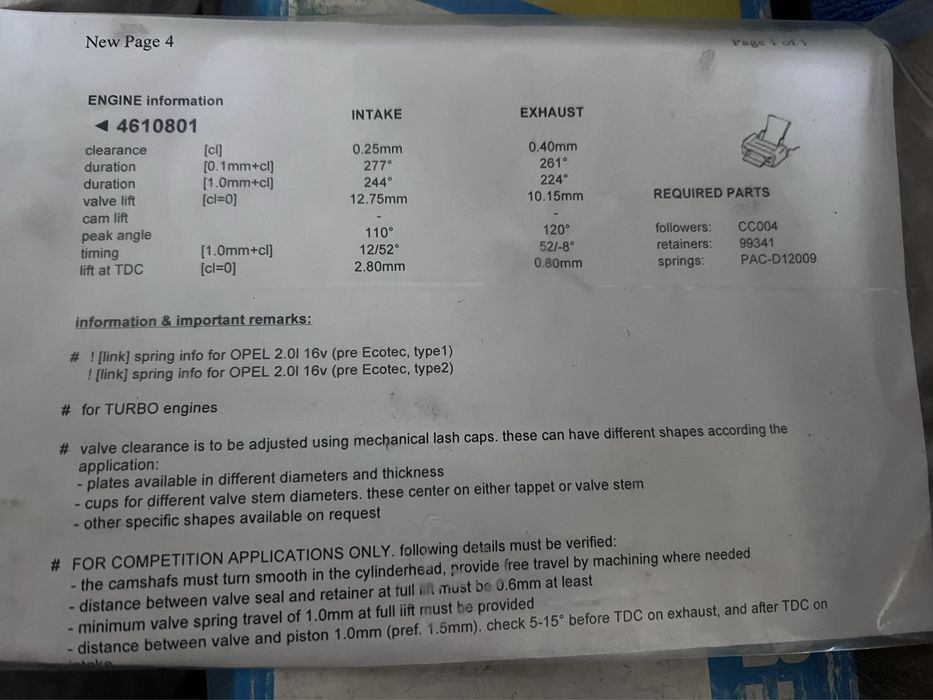 New Page 4
Page 1 of 1
ENGINE information
INTAKE EXHAUST
◄ 4610801
clearance [cl] 0.25mm 0.40mm
duration [0.1mm+cl] 277° 261°
duration [1.0mm+cl] 244° 224°
valve lift [cl=0] 12.75mm 10.15mm
cam lift - -
peak angle 110° 120°
timing [1.0mm+cl] 12/52° 52/-8°
lift at TDC [cl=0] 2.80mm 0.80mm
REQUIRED PARTS
followers: CC004
retainers: 99341
springs: PAC-D12009
information & important remarks:
# ! [link] spring info for OPEL 2.0l 16v (pre Ecotec, type1)
! [link] spring info for OPEL 2.0l 16v (pre Ecotec, type2)
# for TURBO engines
# valve clearance is to be adjusted using mechanical lash caps. these can have different shapes according the
application:
- plates available in different diameters and thickness
- cups for different valve stem diameters. these center on either tappet or valve stem
- other specific shapes available on request
# FOR COMPETITION APPLICATIONS ONLY. following details must be verified:
- the camshafs must turn smooth in the cylinderhead, provide free travel by machining where needed
- distance between valve seal and retainer at full lift must be 0.6mm at least
- minimum valve spring travel of 1.0mm at full iift must be provided
- distance between valve and piston 1.0mm (pref. 1.5mm). check 5-15° before TDC on exhaust, and after TDC on
intake